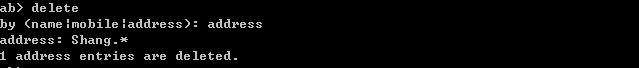 ab> delete
by (name|mobile|address): address
address: Shang.*
1 address entries are deleted.